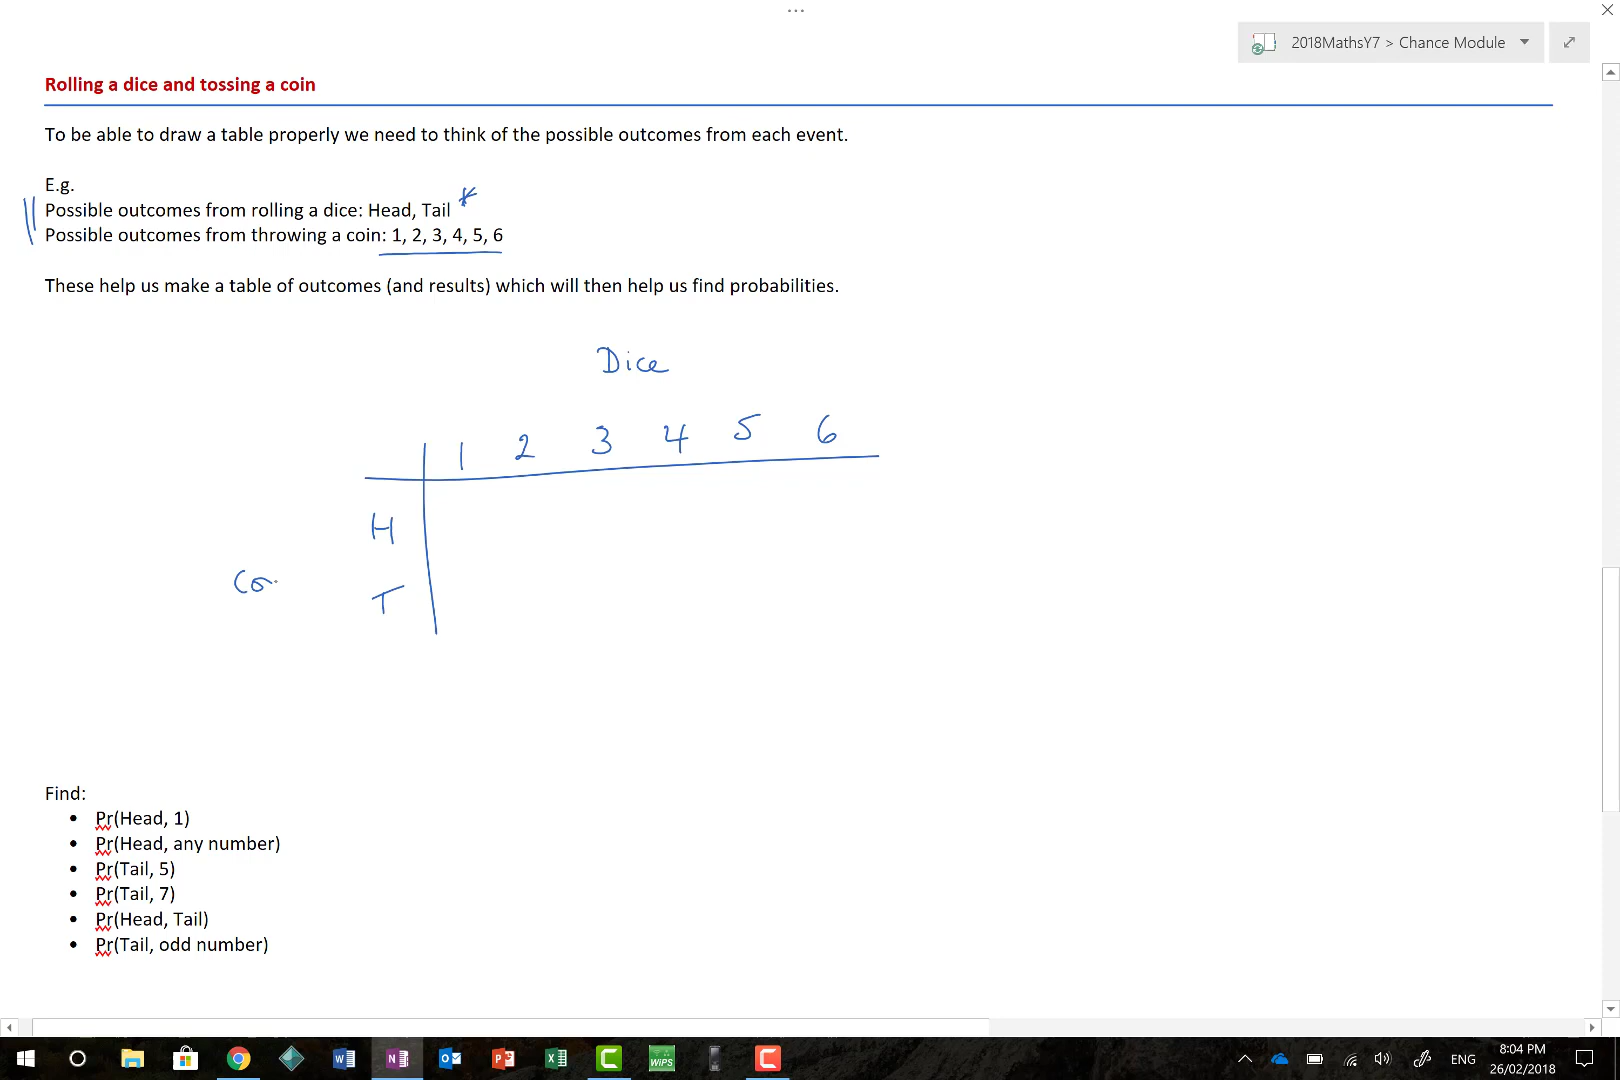 2018MathsY7 > Chance Module
Rolling a dice and tossing a coin
To be able to draw a table properly we need to think of the possible outcomes from each event.
E.g.
Possible outcomes from rolling a dice: Head, Tail *
Possible outcomes from throwing a coin: 1, 2, 3, 4, 5, 6
These help us make a table of outcomes (and results) which will then help us find probabilities.
Dice
1 2 3 4 5 6
H
Co
T
Find:
• Pr(Head, 1)
• Pr(Head, any number)
• Pr(Tail, 5)
• Pr(Tail, 7)
• Pr(Head, Tail)
• Pr(Tail, odd number)
WiPS
ENG
8:04 PM
26/02/2018